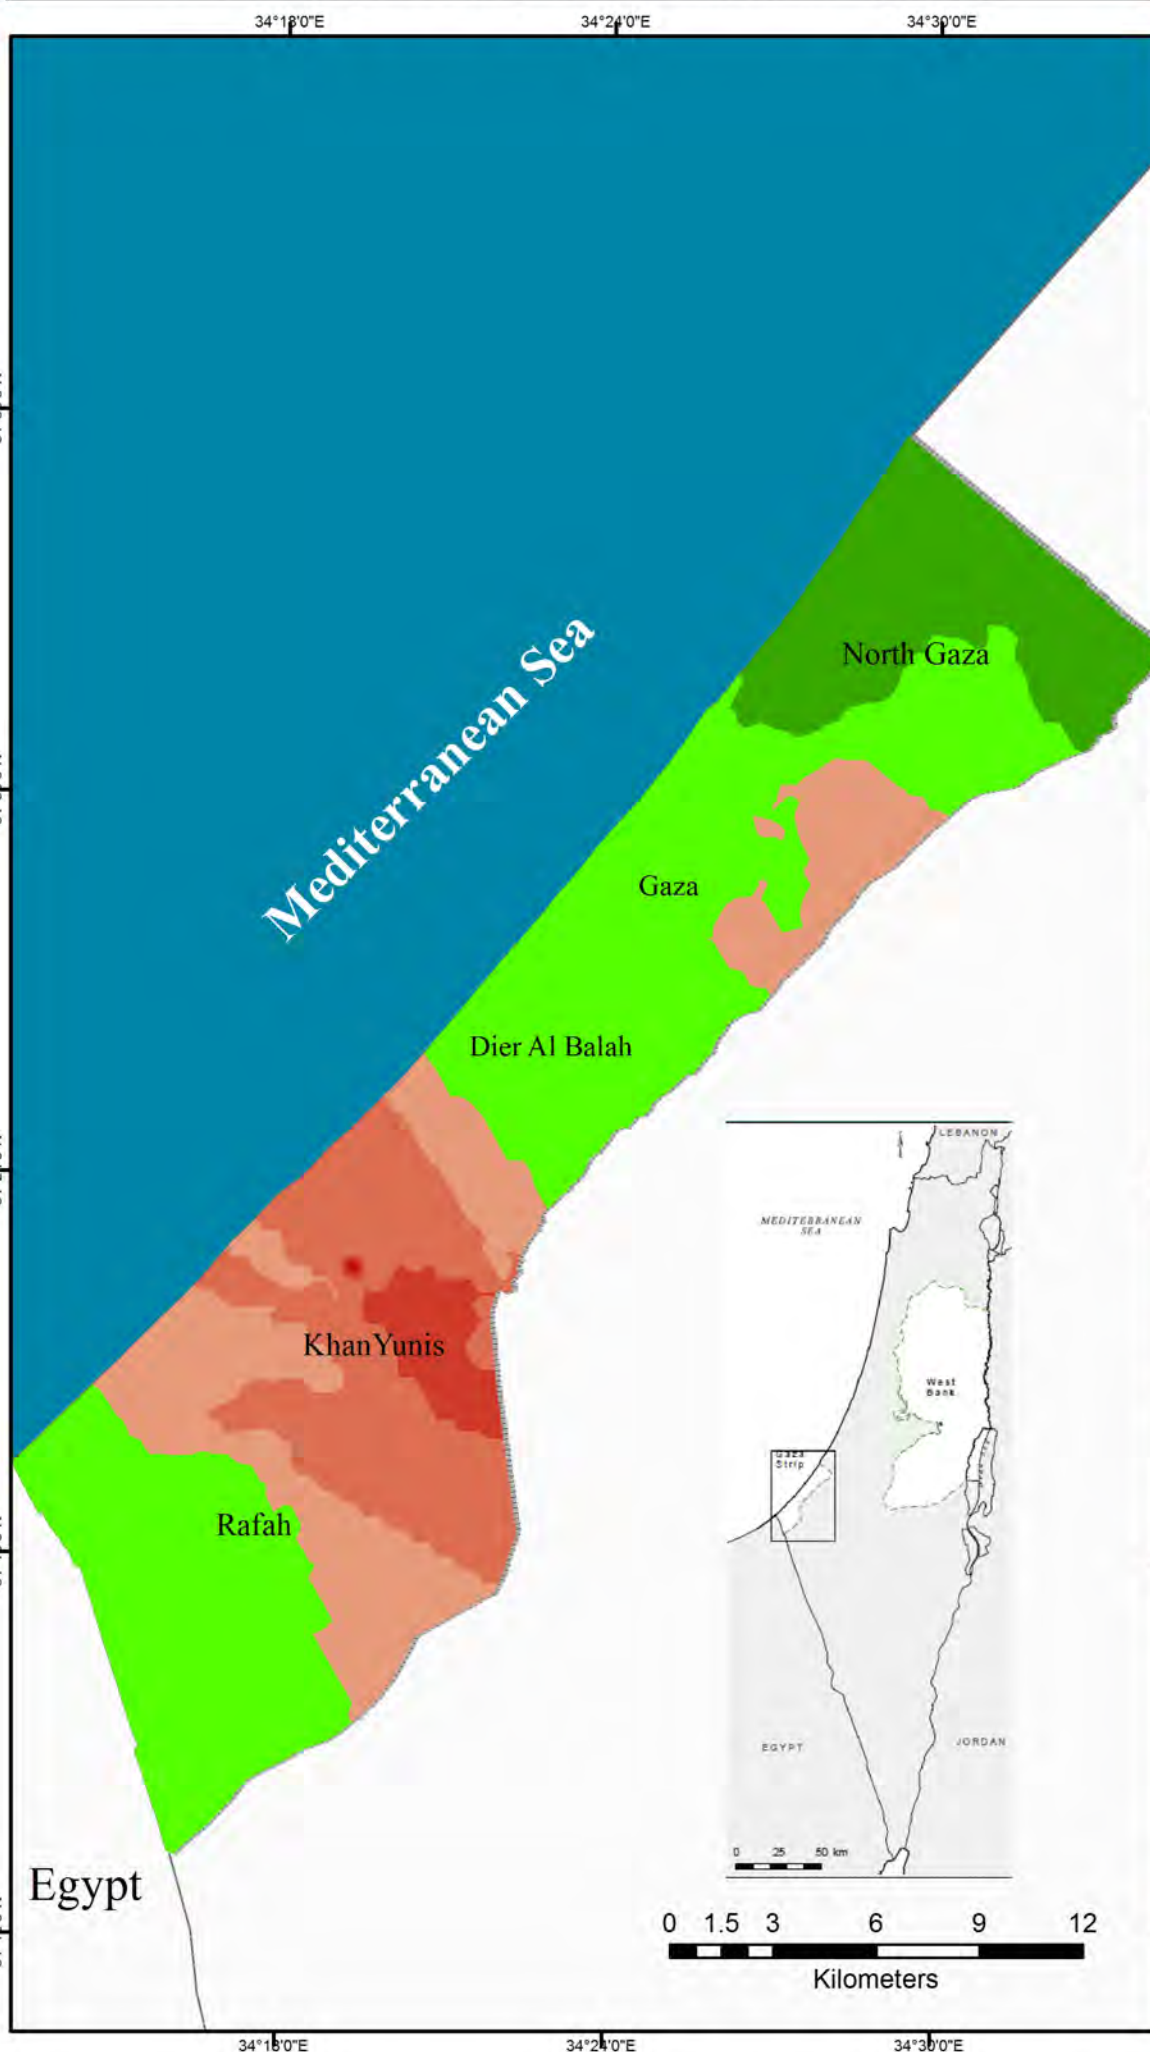 34°18'0"E 34°24'0"E 34°30'0"E
Mediterranean Sea
North Gaza
Gaza
Dier Al Balah
KhanYunis
Rafah
Egypt
LEBANON
MEDITERRANEAN
SEA
West
Bank
Gaza
Strip
EGYPT
JORDAN
0 25 50 km
0 1.5 3 6 9 12
Kilometers
34°18'0"E 34°24'0"E 34°30'0"E